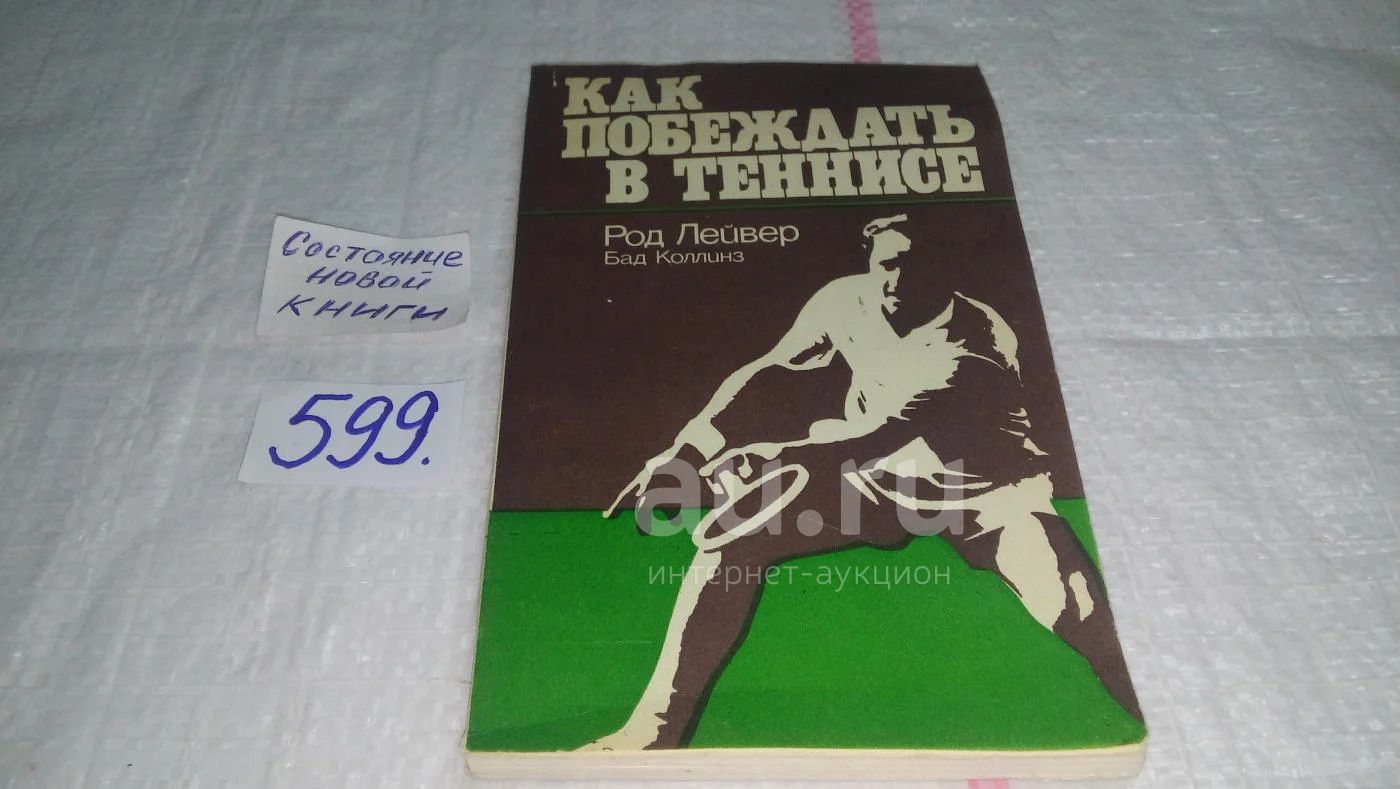 КАК
ПОБЕЖДАТЬ
В ТЕННИСЕ
Род Лейвер
Бад Коллинз
Состояние
новой
книги
599.
au.ru
интернет-аукцион